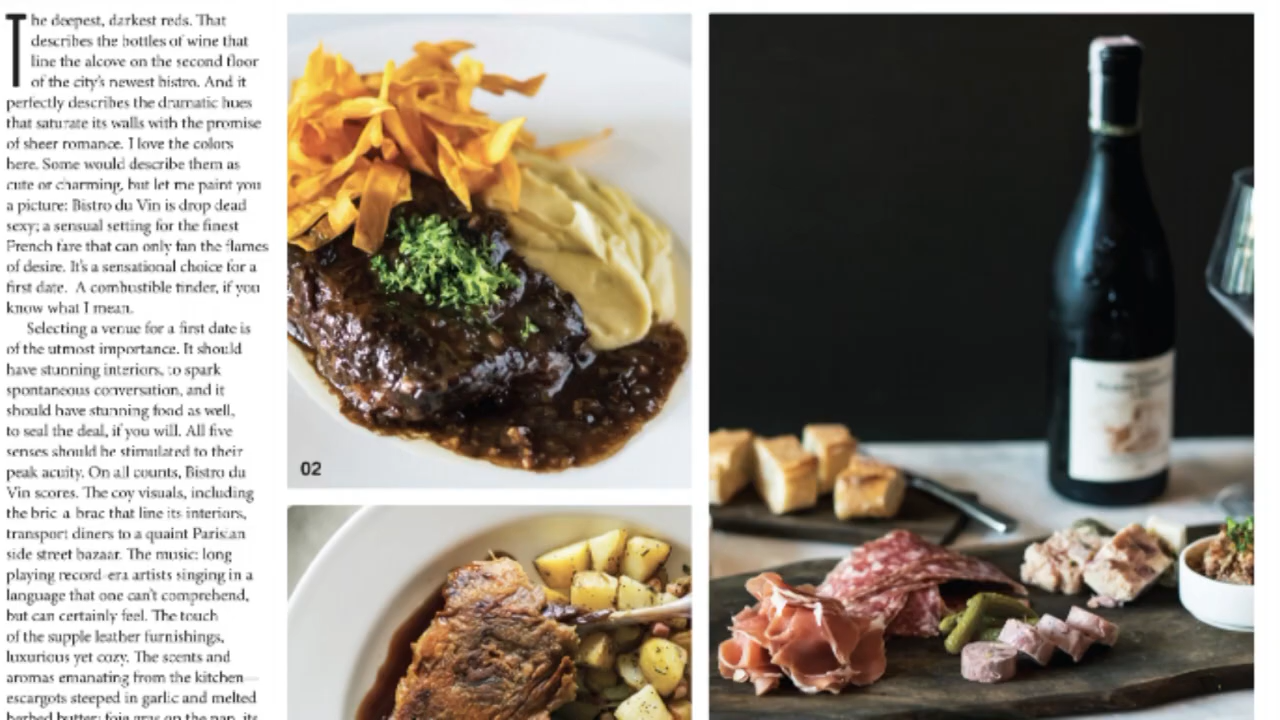 The deepest, darkest reds. That
describes the bottles of wine that
line the alcove on the second floor
of the city's newest bistro. And it
perfectly describes the dramatic hues
that saturate its walls with the promise
of sheer romance. I love the colors
here. Some would describe them as
cute or charming, but let me paint you
a picture: Bistro du Vin is drop dead
sexy; a sensual setting for the finest
French fare that can only fan the flames
of desire. It's a sensational choice for a
first date. A combustible tinder, if you
know what I mean.
Selecting a venue for a first date is
of the utmost importance. It should
have stunning interiors, to spark
spontaneous conversation, and it
should have stunning food as well,
to seal the deal, if you will. All five
senses should be stimulated to their
peak acuity. On all counts, Bistro du
Vin scores. The coy visuals, including
the bric a brac that line its interiors,
transport diners to a quaint Parisian
side street bazaar. The music: long
playing record-era artists singing in a
language that one can't comprehend,
but can certainly feel. The touch
of the supple leather furnishings,
luxurious yet cozy. The scents and
aromas emanating from the kitchen—
escargots steeped in garlic and melted
herbed butter; foie gras on the pan, its
02